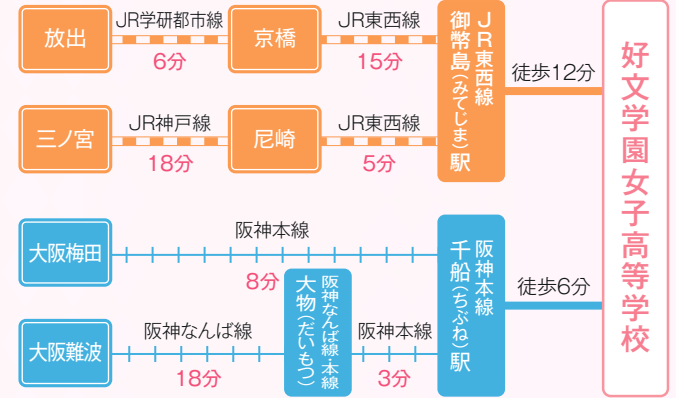 放出
JR学研都市線
6分
京橋
JR東西線
15分
三ノ宮
JR神戸線
18分
尼崎
JR東西線
5分
JR東西線
御幣島(みてじま)駅
徒歩12分
大阪梅田
阪神本線
8分
大阪難波
阪神なんば線
18分
阪神なんば線・本線
大物(だいもつ)
阪神本線
3分
阪神本線
千船(ちぶね)駅
徒歩6分
好文学園女子高等学校